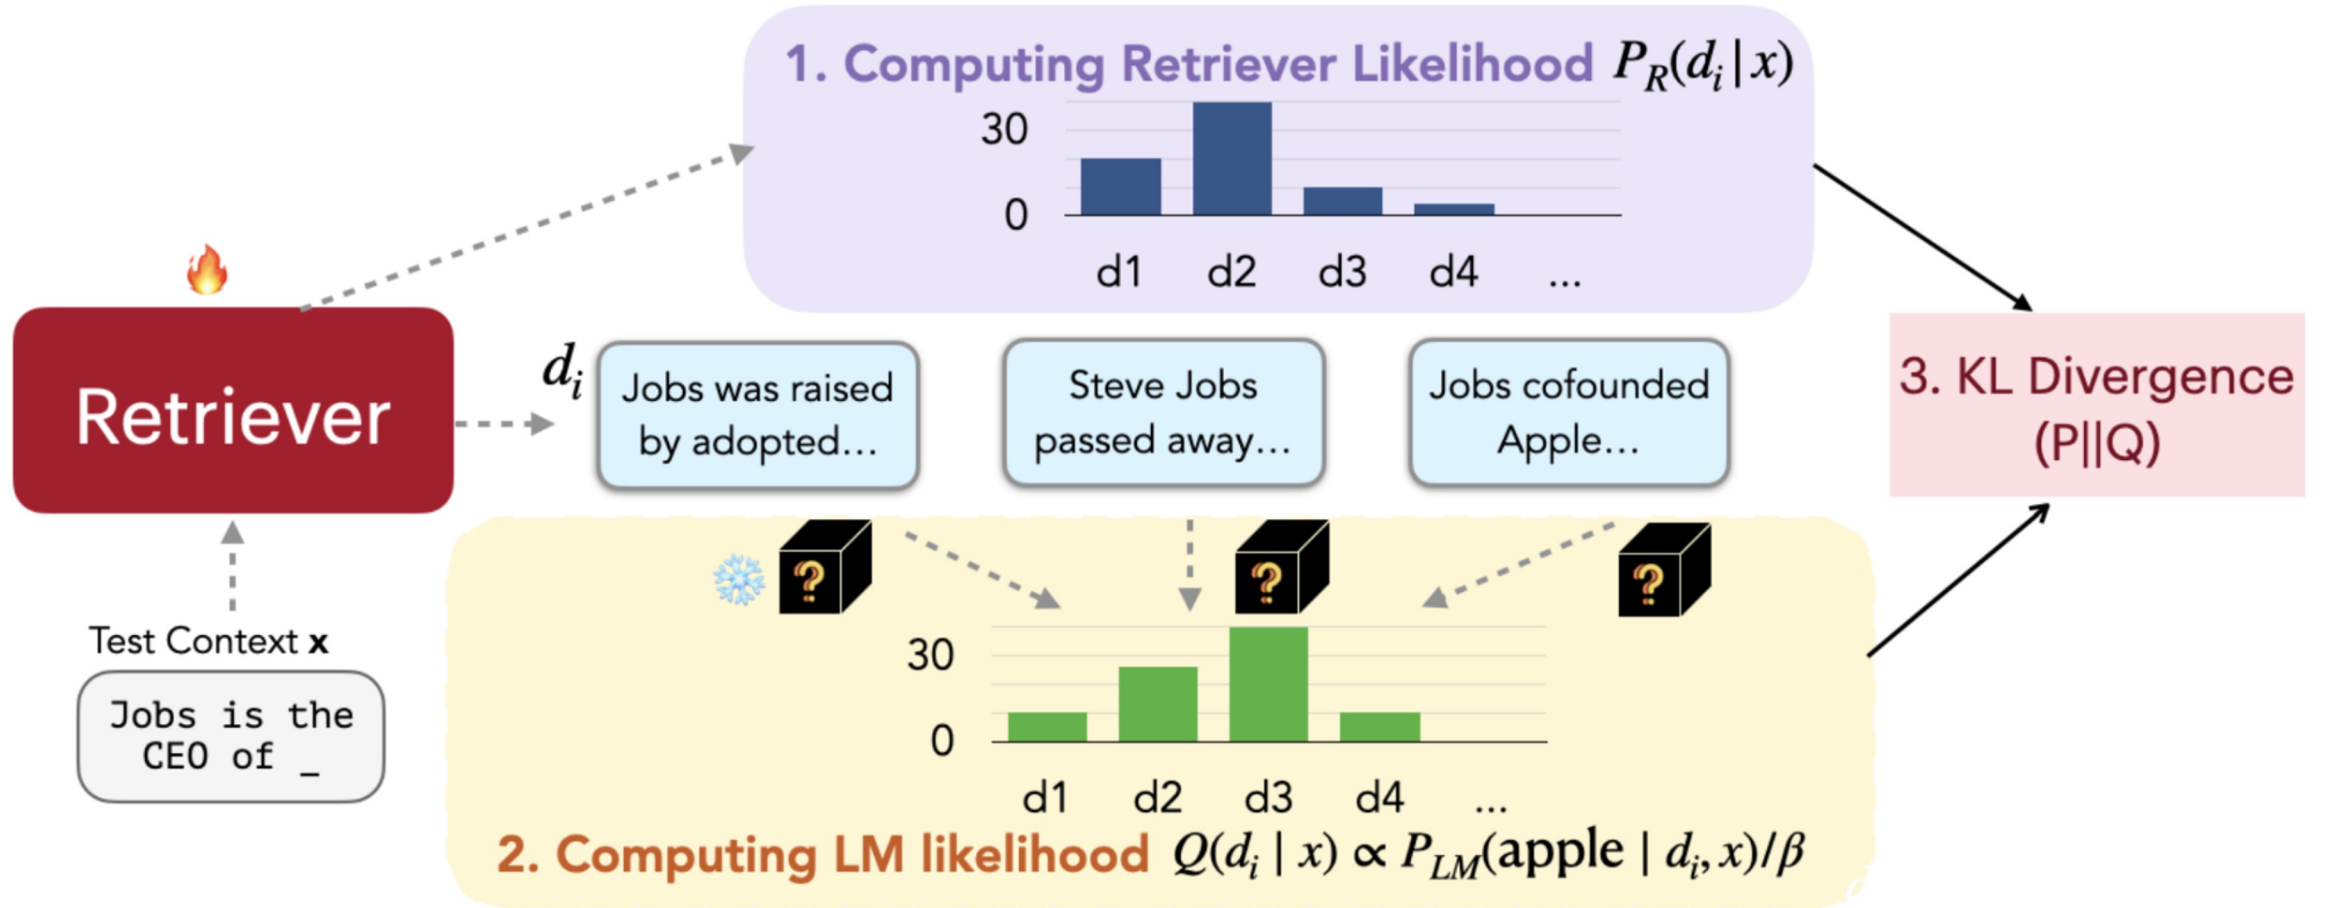 1. Computing Retriever Likelihood P_R(d_i | x)
30
0
d1 d2 d3 d4 ...
Retriever
d_i
Jobs was raised
by adopted...
Steve Jobs
passed away...
Jobs cofounded
Apple...
3. KL Divergence
(P||Q)
Test Context x
Jobs is the
CEO of _
?
?
?
30
0
d1 d2 d3 d4 ...
2. Computing LM likelihood Q(d_i | x) ∝ P_LM(apple | d_i, x)/β